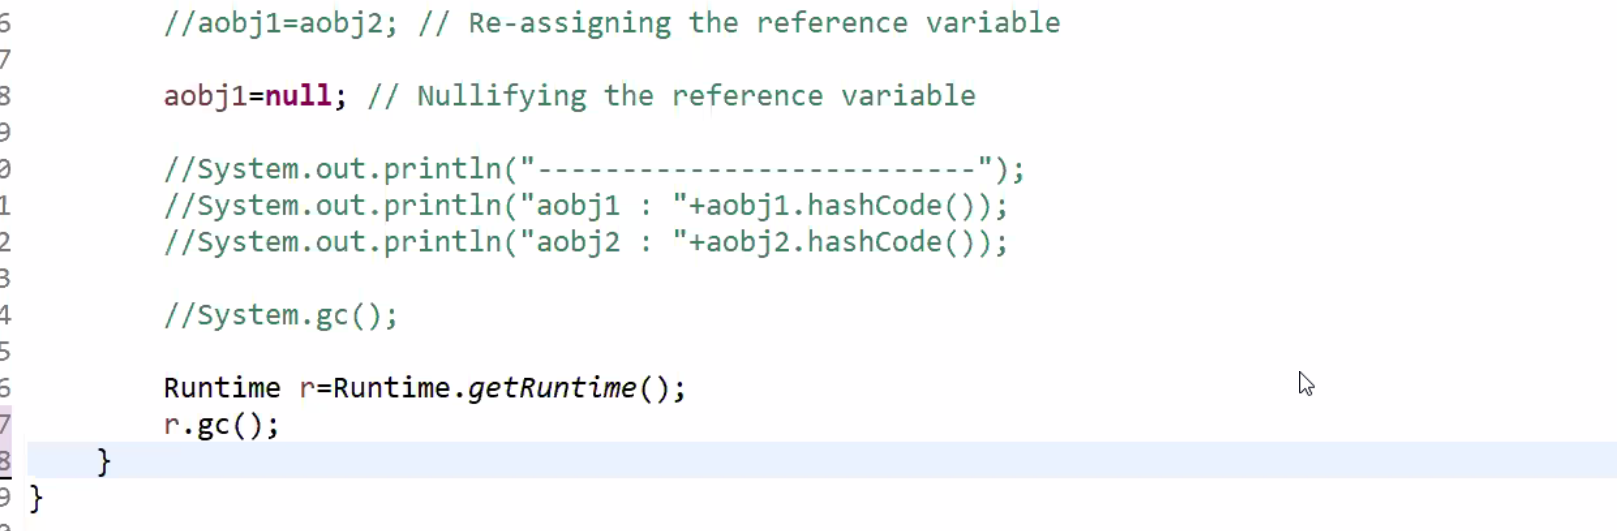 6 //aobj1=aobj2; // Re-assigning the reference variable
7
8 aobj1=null; // Nullifying the reference variable
9
0 //System.out.println("--------------------------");
1 //System.out.println("aobj1 : "+aobj1.hashCode());
2 //System.out.println("aobj2 : "+aobj2.hashCode());
3
4 //System.gc();
5
6 Runtime r=Runtime.getRuntime();
7 r.gc();
8 }
9 }